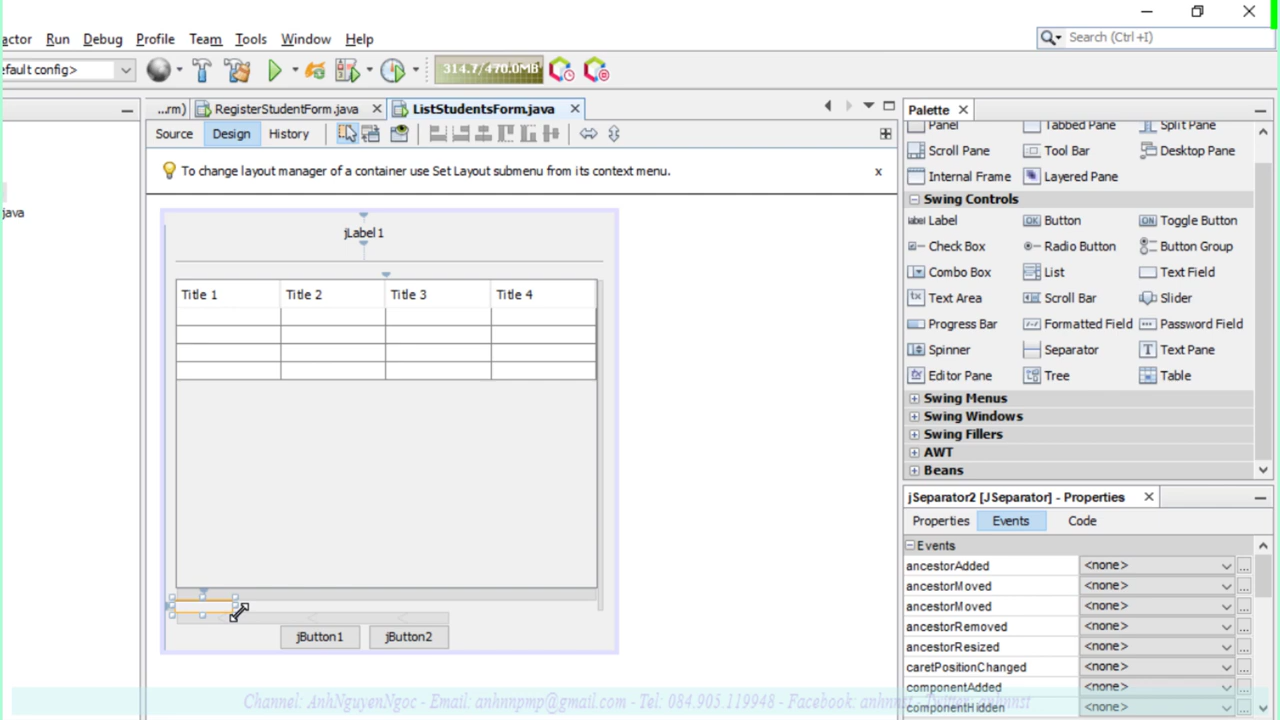 actor Run Debug Profile Team Tools Window Help
Search (Ctrl+I)
efault config>
314.7/470.0MB
...rm) RegisterStudentForm.java ListStudentsForm.java
Source Design History
To change layout manager of a container use Set Layout submenu from its context menu. x
java
jLabel1
Title 1 Title 2 Title 3 Title 4
jButton1 jButton2
Palette
Panel Tabbed Pane Split Pane
Scroll Pane Tool Bar Desktop Pane
Internal Frame Layered Pane
Swing Controls
label Label OK Button ON Toggle Button
Check Box Radio Button Button Group
Combo Box List Text Field
Text Area Scroll Bar Slider
Progress Bar Formatted Field Password Field
Spinner Separator Text Pane
Editor Pane Tree Table
Swing Menus
Swing Windows
Swing Fillers
AWT
Beans
jSeparator2 [JSeparator] - Properties
Properties Events Code
Events
ancestorAdded <none> ...
ancestorMoved <none> ...
ancestorMoved <none> ...
ancestorRemoved <none> ...
ancestorResized <none> ...
caretPositionChanged <none> ...
componentAdded <none> ...
componentHidden <none> ...
Channel: AnhNguyenNgoc - Email: anhnnpmp@gmail.com - Tel: 084.905.119948 - Facebook: anhnnst